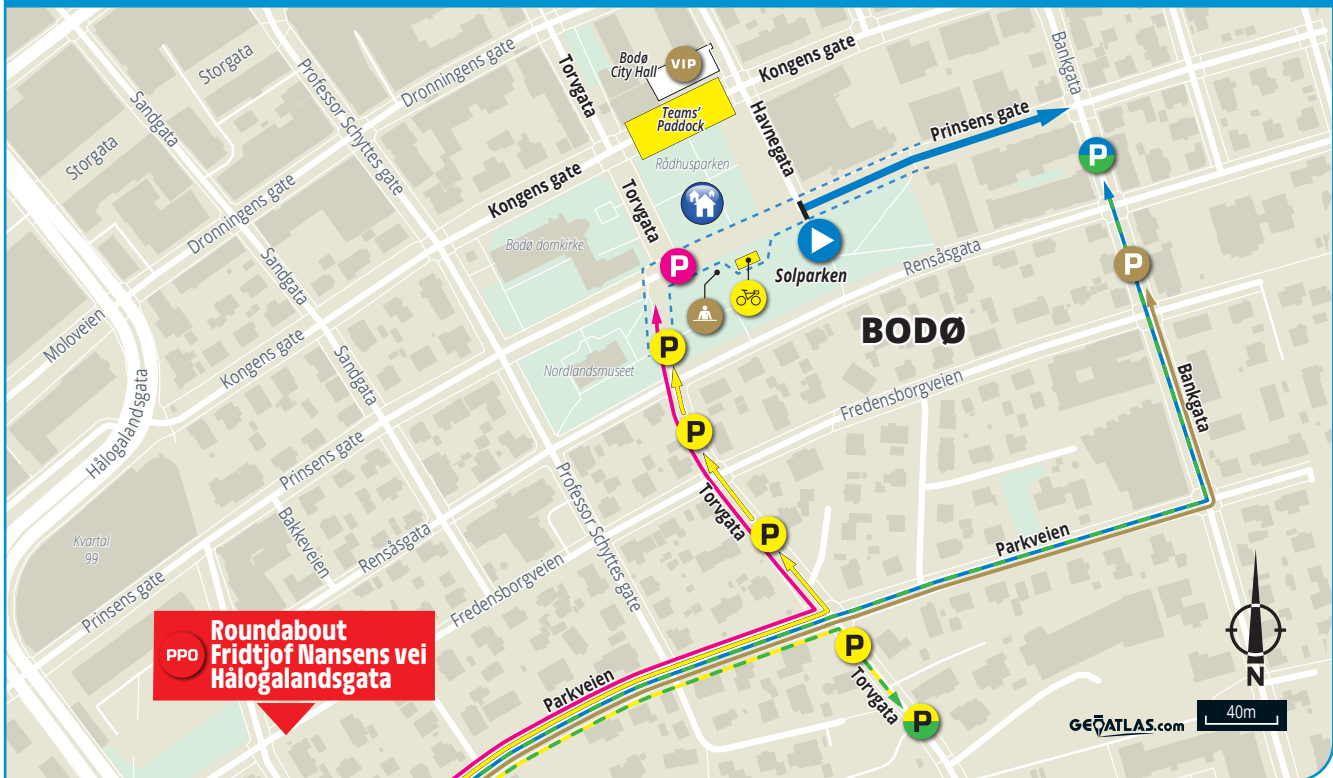 Storgata
Professor Schyttes gate
Dronningens gate
Torvgata
Bodø
City Hall
VIP
Kongens gate
Bankgata
Sandgata
Storgata
Teams'
Paddock
Havnegata
Prinsens gate
P
Rådhusparken
Kongens gate
Torvgata
Dronningens gate
Bodø domkirke
P
Solparken
Rensåsgata
P
Sandgata
Moloveien
BODØ
Kongens gate
P
Nordlandsmuseet
Sandgata
Fredensborgveien
Bankgata
Hålogalandsgata
P
Prinsens gate
Torvgata
P
Professor Schyttes gate
Bakkeveien
Rensåsgata
Kvartal
99
Parkveien
Fredensborgveien
Prinsens gate
PPO
Roundabout
Fridtjof Nansens vei
Hålogalandsgata
P
Parkveien
Torvgata
P
N
GEOATLAS.com
40m